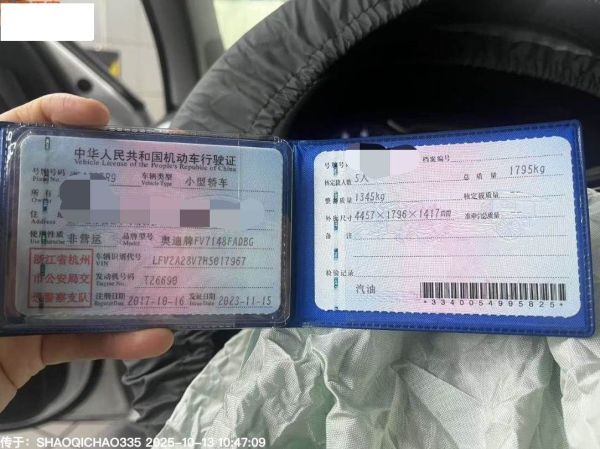 中华人民共和国机动车行驶证
Vehicle License of the People's Republic of China
号牌号码
车辆类型 小型轿车
Vehicle Type
所有
住
使用性质 非营运 品牌型号 奥迪牌FV7148FADBG
Use Character Model
浙江省杭州
市公安局交
通警察支队
车辆识别代号 LFV2A28V7H5017967
VIN
发动机号码 T26690
Engine No.
注册日期 2017-10-16 发证日期 2023-11-15
Register Date Issue Date
号牌号码 档案编号
核定载人数 5人 总质量 1795kg
整备质量 1345kg 核定载质量
外廓尺寸 4457×1796×1417mm 准牵引总质量
备注
检验记录
汽油
*3340054995825*
传于: SHAOQICHAO335 2025-10-13 10:47:09